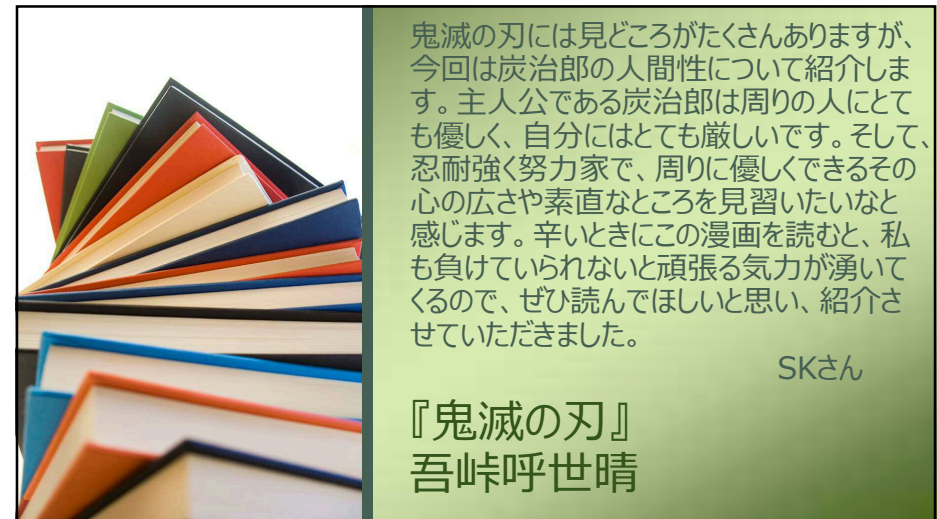 鬼滅の刃には見どころがたくさんありますが、
今回は炭治郎の人間性について紹介しま
す。主人公である炭治郎は周りの人にとて
も優しく、自分にはとても厳しいです。そして、
忍耐強く努力家で、周りに優しくできるその
心の広さや素直なところを見習いたいなと
感じます。辛いときにこの漫画を読むと、私
も負けていられないと頑張る気力が湧いて
くるので、ぜひ読んでほしいと思い、紹介さ
せていただきました。
SKさん
『鬼滅の刃』
吾峠呼世晴